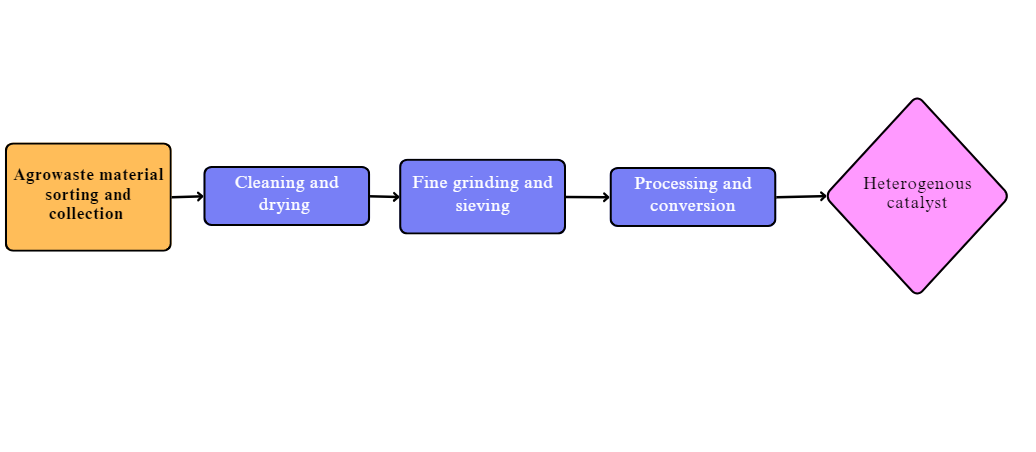 Agrowaste material
sorting and
collection
Cleaning and
drying
Fine grinding and
sieving
Processing and
conversion
Heterogenous
catalyst